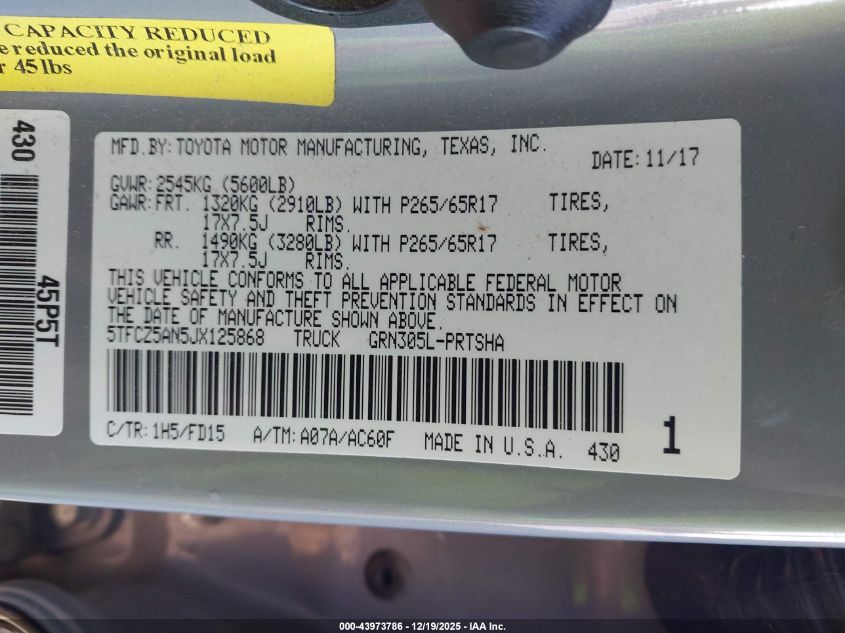 CAPACITY REDUCED
e reduced the original load
r 45 lbs
430
45P5T
MFD.BY: TOYOTA MOTOR MANUFACTURING, TEXAS, INC.
DATE: 11/17
GVWR: 2545KG (5600LB)
GAWR: FRT. 1320KG (2910LB) WITH P265/65R17 TIRES,
17X7.5J RIMS.
RR. 1490KG (3280LB) WITH P265/65R17 TIRES,
17X7.5J RIMS.
THIS VEHICLE CONFORMS TO ALL APPLICABLE FEDERAL MOTOR
VEHICLE SAFETY AND THEFT PREVENTION STANDARDS IN EFFECT ON
THE DATE OF MANUFACTURE SHOWN ABOVE.
5TFCZ5AN5JX125868 TRUCK GRN305L-PRTSHA
C/TR: 1H5/FD15 A/TM: A07A/AC60F MADE IN U.S.A. 430 1
000-43973786 - 12/19/2025 - IAA Inc.